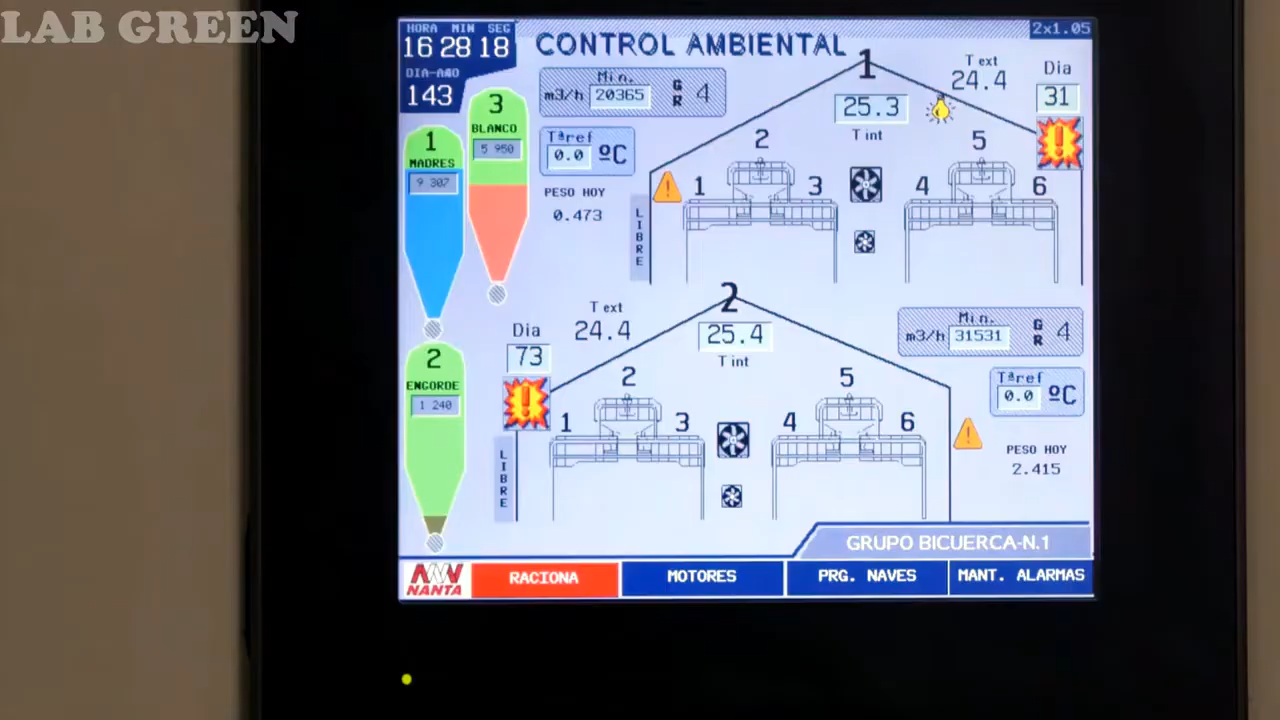 LAB GREEN
HORA MIN SEG
16 28 18
DIA-AÑO
143
CONTROL AMBIENTAL
2x1.05
1
MADRES
9 307
3
BLANCO
5 950
2
ENGORDE
1 240
Min.
m3/h 20365
GR 4
Tªref
0.0 ºC
PESO HOY
0.473
LIBRE
1
25.3
T int
T ext
24.4
Dia
31
!
!
1 2 3
4 5 6
2
25.4
T int
T ext
24.4
Dia
73
!
LIBRE
1 2 3
4 5 6
Min.
m3/h 31531
GR 4
Tªref
0.0 ºC
!
PESO HOY
2.415
GRUPO BICUERCA-N.1
NANTA
RACIONA
MOTORES
PRG. NAVES
MANT. ALARMAS